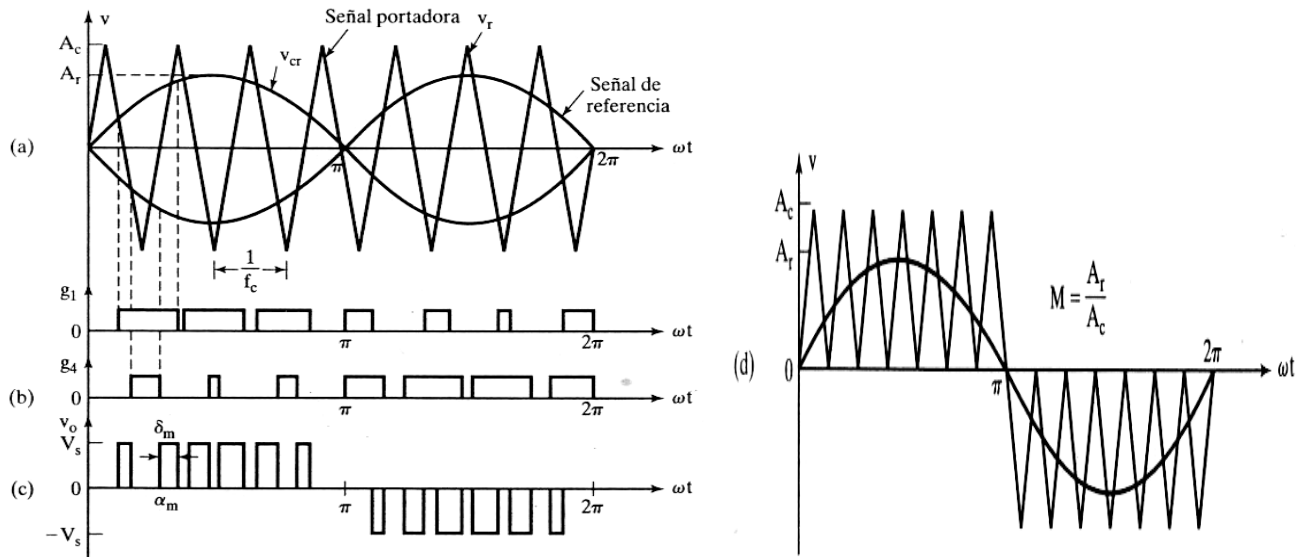 v
Señal portadora
v_r
A_c
A_r
v_cr
Señal de
referencia
(a)
π
2π
ωt
1
f_c
g_1
0
π
2π
ωt
g_4
(b)
0
π
2π
ωt
v_o
V_s
δ_m
(c)
0
α_m
π
2π
ωt
−V_s
v
A_c
A_r
M = A_r
A_c
(d)
0
π
2π
ωt